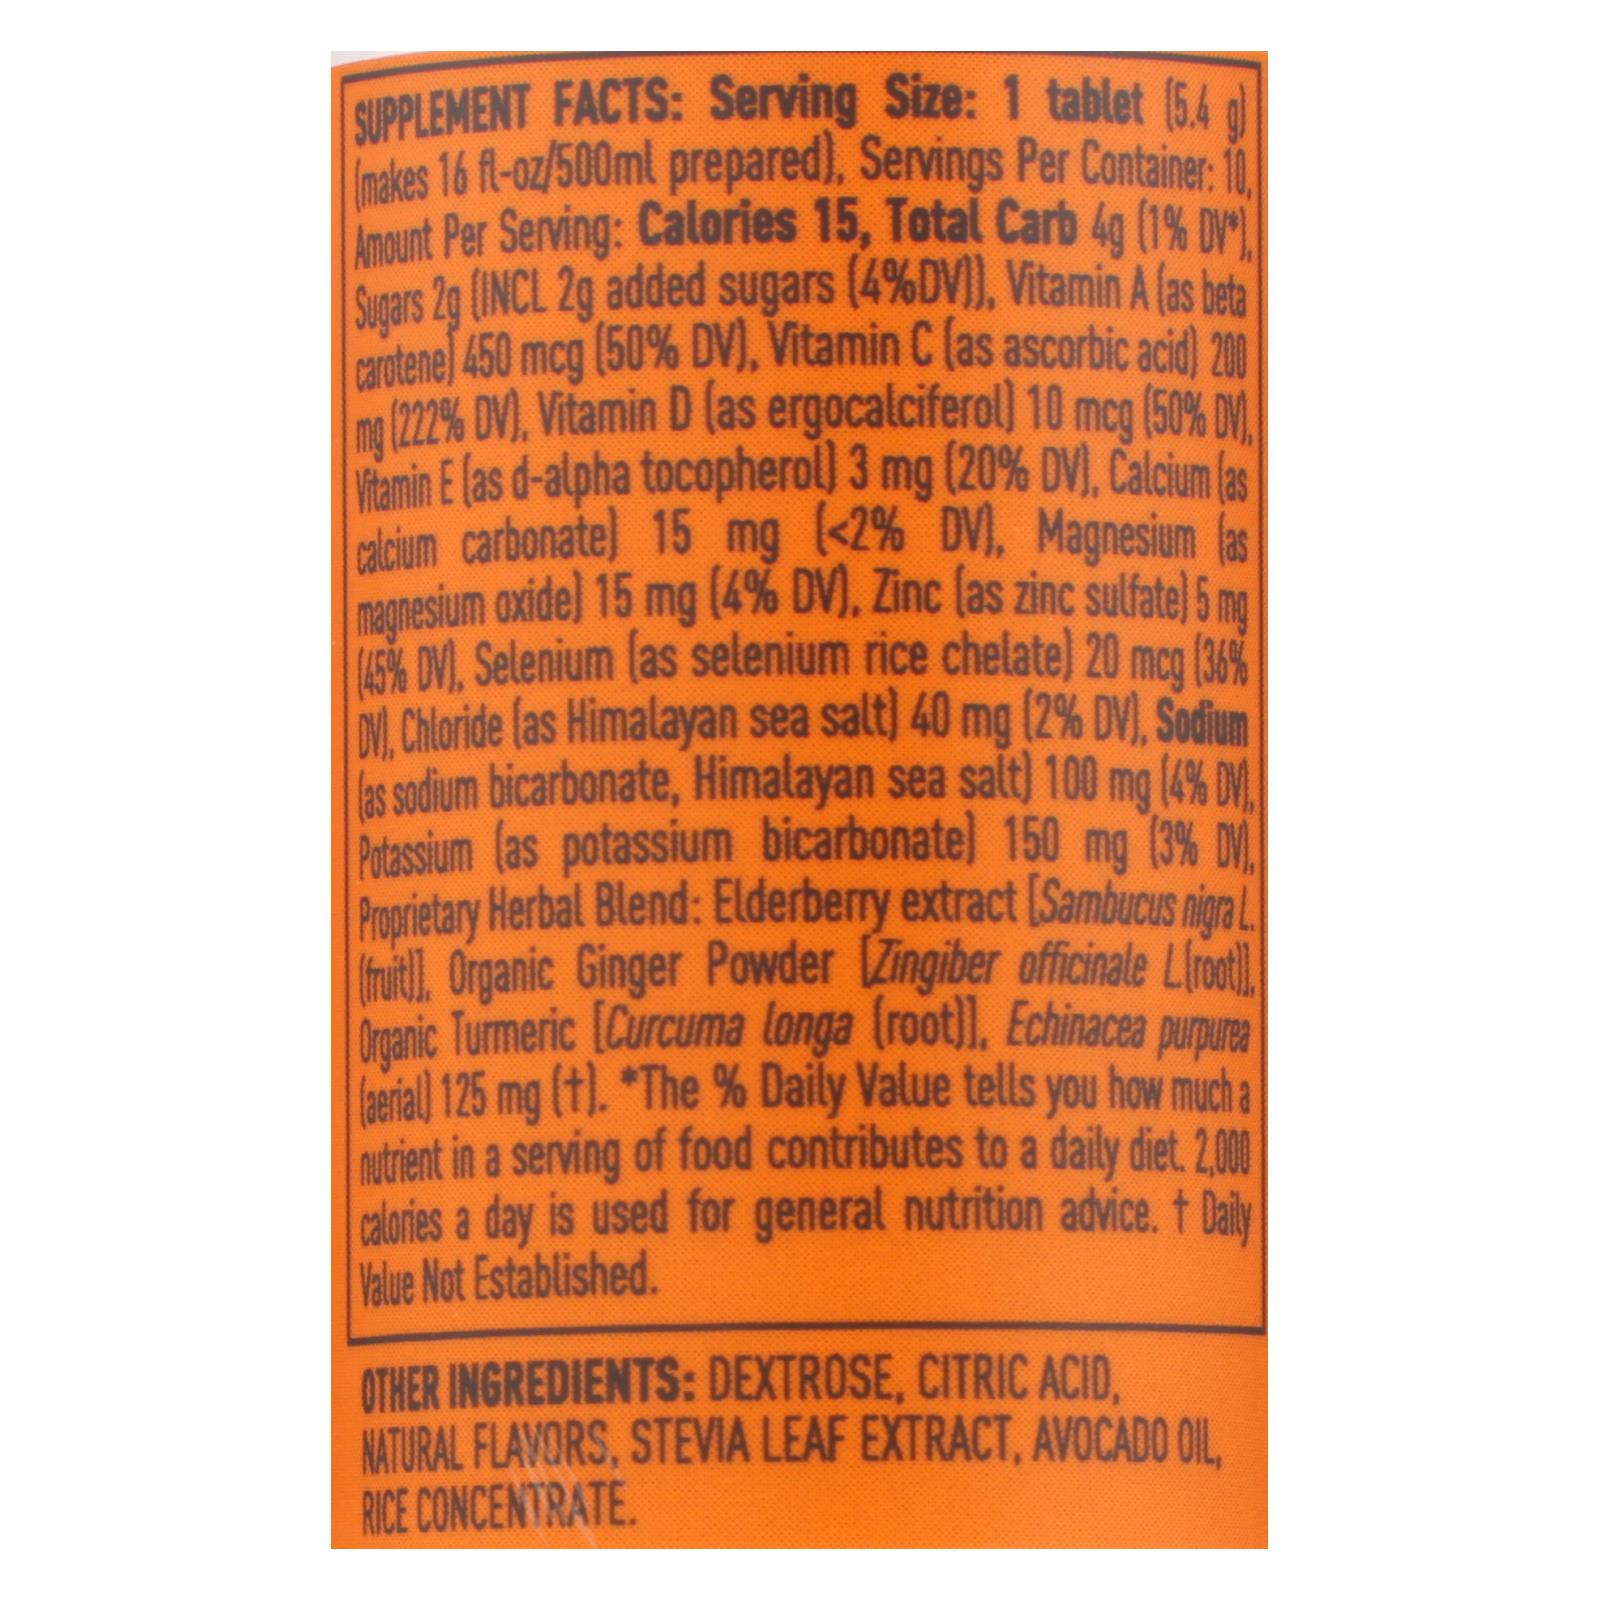 SUPPLEMENT FACTS: Serving Size: 1 tablet (5.4 g)
(makes 16 fl-oz/500ml prepared), Servings Per Container: 10,
Amount Per Serving: Calories 15, Total Carb 4g (1% DV*),
Sugars 2g (INCL 2g added sugars (4%DV)), Vitamin A (as beta
carotene) 450 mcg (50% DV), Vitamin C (as ascorbic acid) 200
mg (222% DV), Vitamin D (as ergocalciferol) 10 mcg (50% DV),
Vitamin E (as d-alpha tocopherol) 3 mg (20% DV), Calcium (as
calcium carbonate) 15 mg (<2% DV), Magnesium (as
magnesium oxide) 15 mg (4% DV), Zinc (as zinc sulfate) 5 mg
(45% DV), Selenium (as selenium rice chelate) 20 mcg (36%
DV), Chloride (as Himalayan sea salt) 40 mg (2% DV), Sodium
(as sodium bicarbonate, Himalayan sea salt) 100 mg (4% DV),
Potassium (as potassium bicarbonate) 150 mg (3% DV),
Proprietary Herbal Blend: Elderberry extract [Sambucus nigra L.
(fruit)], Organic Ginger Powder [Zingiber officinale L.(root)],
Organic Turmeric [Curcuma longa (root)], Echinacea purpurea
(aerial) 125 mg (†). *The % Daily Value tells you how much a
nutrient in a serving of food contributes to a daily diet. 2,000
calories a day is used for general nutrition advice. † Daily
Value Not Established.
OTHER INGREDIENTS: DEXTROSE, CITRIC ACID,
NATURAL FLAVORS, STEVIA LEAF EXTRACT, AVOCADO OIL,
RICE CONCENTRATE.